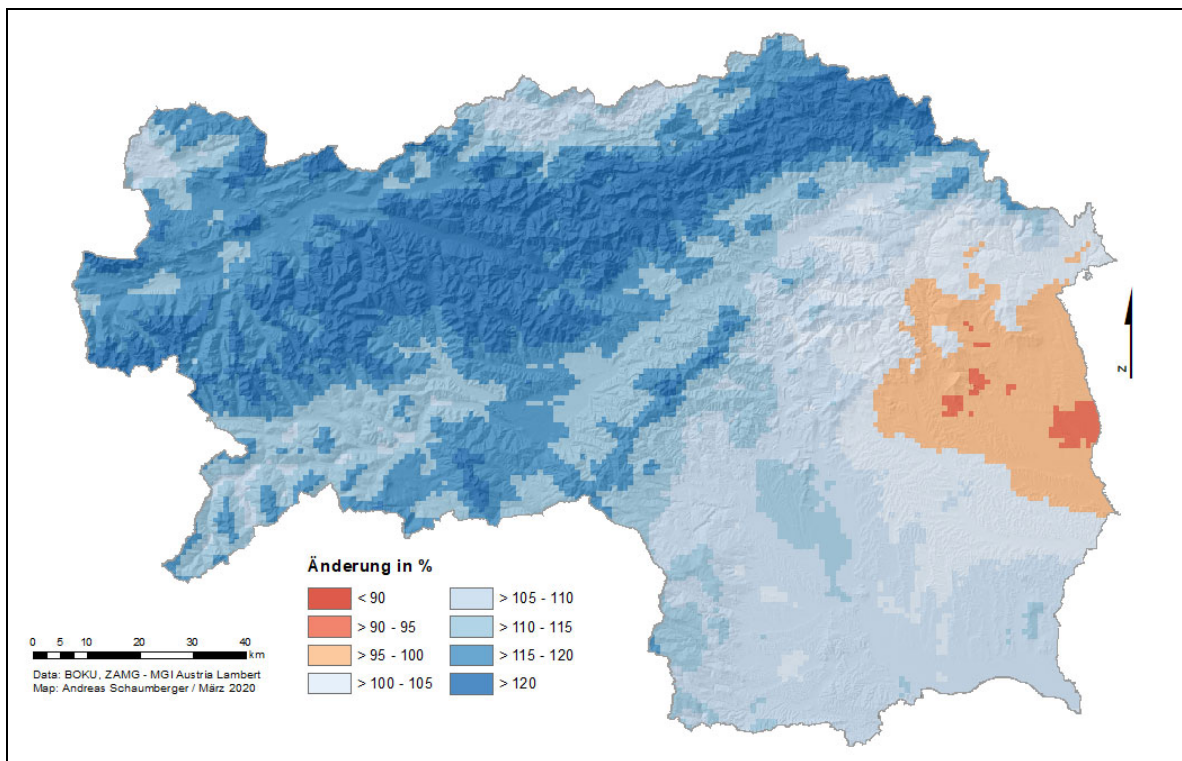 N
Änderung in %
< 90
> 90 - 95
> 95 - 100
> 100 - 105
> 105 - 110
> 110 - 115
> 115 - 120
> 120
0 5 10 20 30 40
km
Data: BOKU, ZAMG - MGI Austria Lambert
Map: Andreas Schaumberger / März 2020